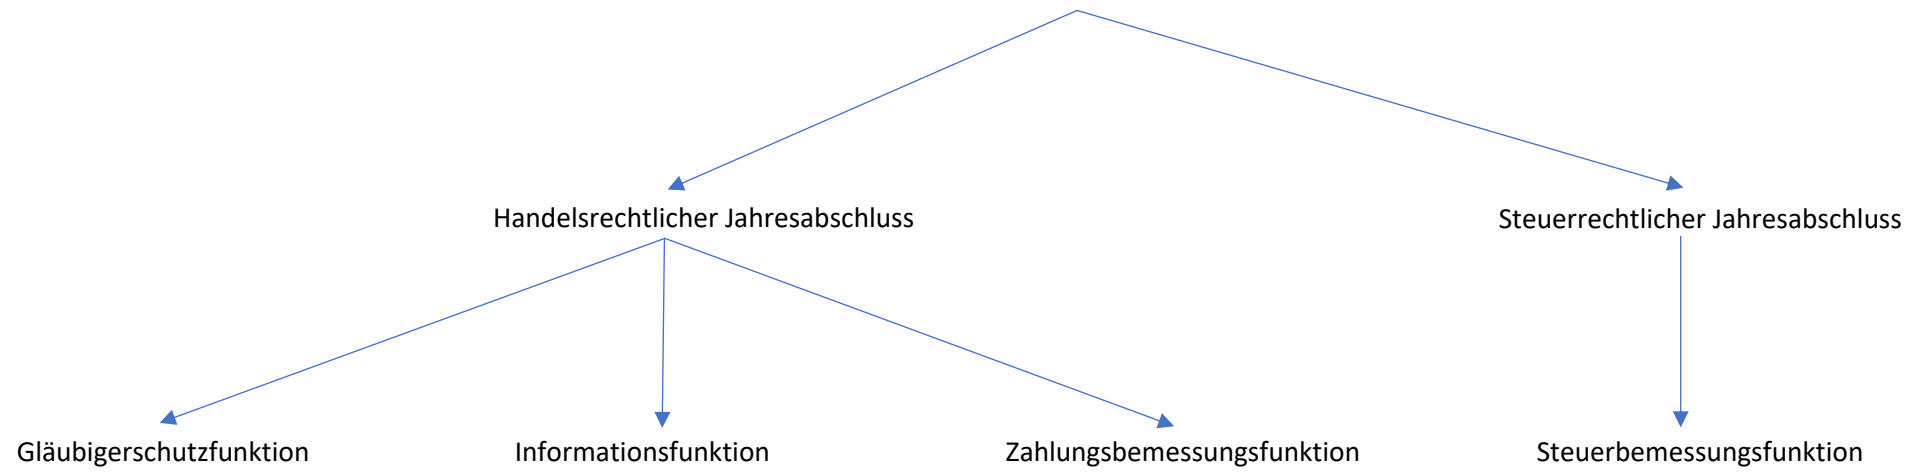 Handelsrechtlicher Jahresabschluss
Steuerrechtlicher Jahresabschluss
Gläubigerschutzfunktion
Informationsfunktion
Zahlungsbemessungsfunktion
Steuerbemessungsfunktion